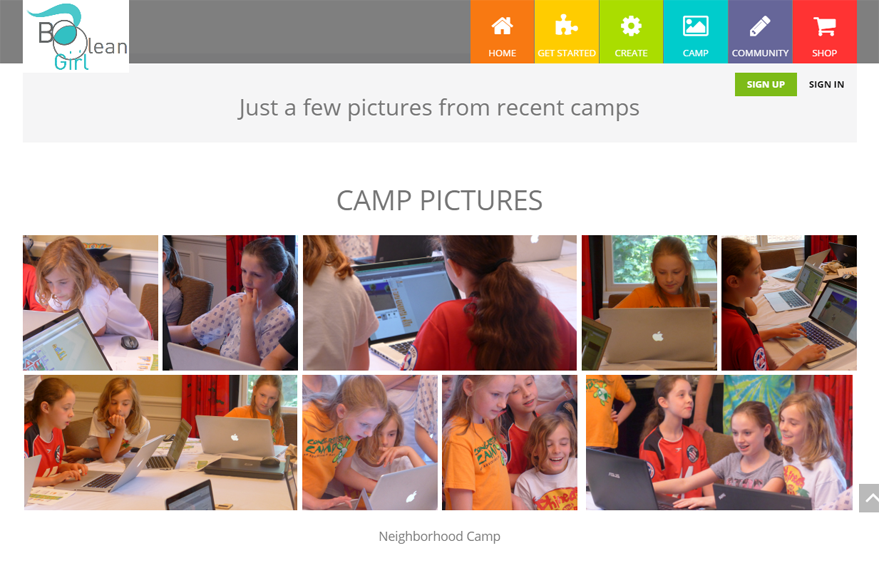 Boolean
Girl
HOME
GET STARTED
CREATE
CAMP
COMMUNITY
SHOP
SIGN UP
SIGN IN
Just a few pictures from recent camps
CAMP PICTURES
Neighborhood Camp